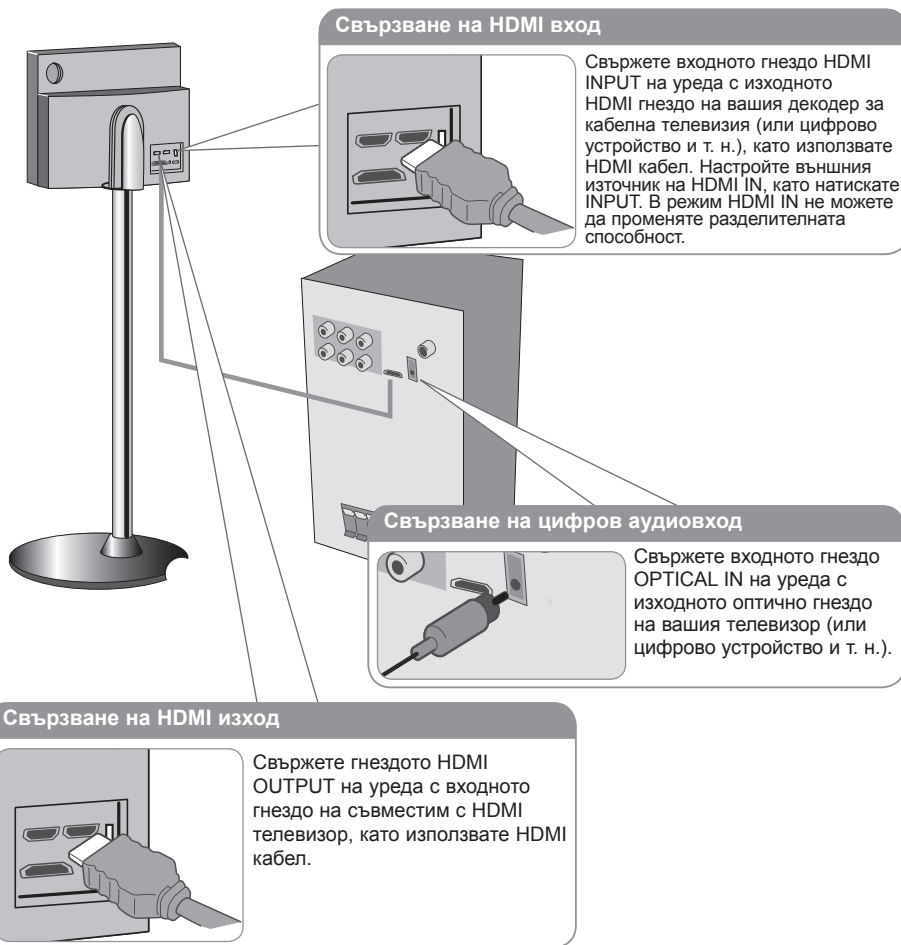 Свързване на HDMI вход
Свържете входното гнездо HDMI
INPUT на уреда с изходното
HDMI гнездо на вашия декодер за
кабелна телевизия (или цифрово
устройство и т. н.), като използвате
HDMI кабел. Настройте външния
източник на HDMI IN, като натискате
INPUT. В режим HDMI IN не можете
да променяте разделителната
способност.
Свързване на цифров аудиовход
Свържете входното гнездо
OPTICAL IN на уреда с
изходното оптично гнездо
на вашия телевизор (или
цифрово устройство и т. н.).
Свързване на HDMI изход
Свържете гнездото HDMI
OUTPUT на уреда с входното
гнездо на съвместим с HDMI
телевизор, като използвате HDMI
кабел.